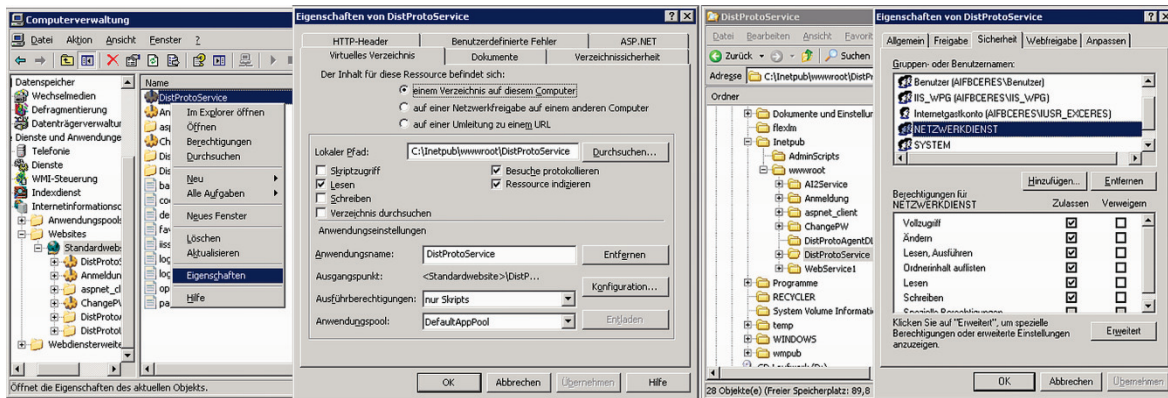 Computerverwaltung
Datei Aktion Ansicht Fenster ?
Datenspeicher
Wechselmedien
Defragmentierung
Datenträgerverwaltur
Dienste und Anwendunge
Telefonie
Dienste
WMI-Steuerung
Indexdienst
Internetinformationsc
Anwendungspools
Websites
Standardwebs
DistProtoS
Anmeldun
aspnet_cl
ChangePW
DistProtoA
DistProtoU
Webdiensterweite
Name
DistProtoService
Im Explorer öffnen
Öffnen
Berechtigungen
Durchsuchen
Neu
Alle Aufgaben
Neues Fenster
Löschen
Aktualisieren
Eigenschaften
Hilfe
Öffnet die Eigenschaften des aktuellen Objekts.
Eigenschaften von DistProtoService
HTTP-Header Benutzerdefinierte Fehler ASP.NET
Virtuelles Verzeichnis Dokumente Verzeichnissicherheit
Der Inhalt für diese Ressource befindet sich:
einem Verzeichnis auf diesem Computer
auf einer Netzwerkfreigabe auf einem anderen Computer
auf einer Umleitung zu einem URL
Lokaler Pfad: C:\Inetpub\wwwroot\DistProtoService Durchsuchen...
Skriptzugriff Besuche protokollieren
Lesen Ressource indizieren
Schreiben
Verzeichnis durchsuchen
Anwendungseinstellungen
Anwendungsname: DistProtoService Entfernen
Ausgangspunkt: <Standardwebsite>\DistP...
Konfiguration...
Ausführberechtigungen: nur Skripts
Anwendungspool: DefaultAppPool Entladen
OK Abbrechen Übernehmen Hilfe
DistProtoService
Datei Bearbeiten Ansicht Favorit
Zurück Suchen
Adresse C:\Inetpub\wwwroot\DistPr
Ordner
Dokumente und Einstellur
flexlm
Inetpub
AdminScripts
wwwroot
AI2Service
Anmeldung
aspnet_client
ChangePW
DistProtoAgentDL
DistProtoService
WebService1
Programme
RECYCLER
System Volume Informati
temp
WINDOWS
wmpub
28 Objekte(e) (Freier Speicherplatz: 89,8
Eigenschaften von DistProtoService
Allgemein Freigabe Sicherheit Webfreigabe Anpassen
Gruppen- oder Benutzernamen:
Benutzer (AIFBCERES\Benutzer)
IIS_WPG (AIFBCERES\IIS_WPG)
Internetgastkonto (AIFBCERES\IUSR_EXCERES)
NETZWERKDIENST
SYSTEM
Hinzufügen... Entfernen
Berechtigungen für
NETZWERKDIENST Zulassen Verweigern
Vollzugriff
Ändern
Lesen, Ausführen
Ordnerinhalt auflisten
Lesen
Schreiben
Spezielle Berechtigungen
Klicken Sie auf "Erweitert", um spezielle
Berechtigungen oder erweiterte Einstellungen
anzuzeigen.
Erweitert
OK Abbrechen Übernehmen